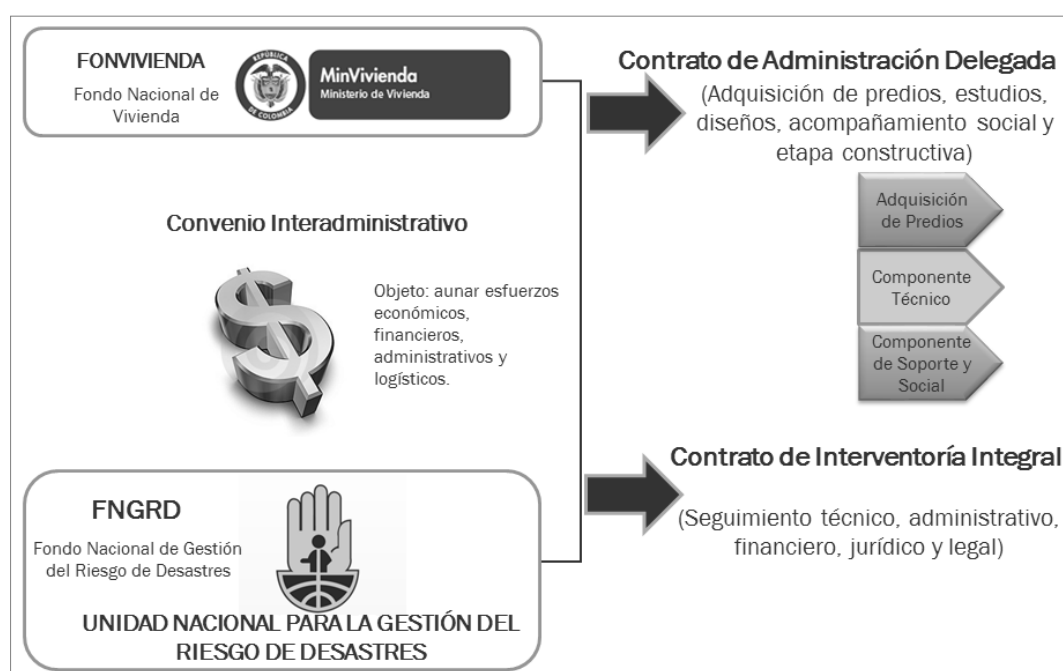 FONVIVIENDA
Fondo Nacional de
Vivienda
REPÚBLICA
DE COLOMBIA
MinVivienda
Ministerio de Vivienda
Contrato de Administración Delegada
(Adquisición de predios, estudios,
diseños, acompañamiento social y
etapa constructiva)
Adquisición
de Predios
Componente
Técnico
Componente
de Soporte y
Social
Convenio Interadministrativo
Objeto: aunar esfuerzos
económicos,
financieros,
administrativos y
logísticos.
Contrato de Interventoría Integral
(Seguimiento técnico, administrativo,
financiero, jurídico y legal)
FNGRD
Fondo Nacional de Gestión
del Riesgo de Desastres
UNIDAD NACIONAL PARA LA GESTIÓN DEL
RIESGO DE DESASTRES